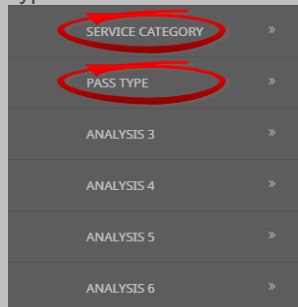 SERVICE CATEGORY »
PASS TYPE »
ANALYSIS 3 »
ANALYSIS 4 »
ANALYSIS 5 »
ANALYSIS 6 »